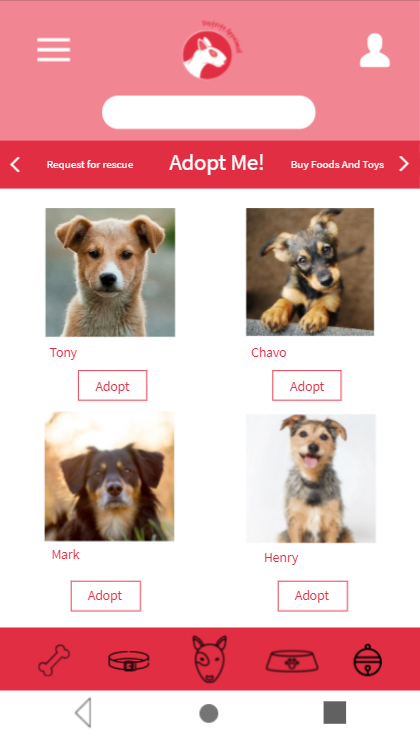 Request for rescue
Adopt Me!
Buy Foods And Toys
Tony
Chavo
Adopt
Adopt
Mark
Henry
Adopt
Adopt